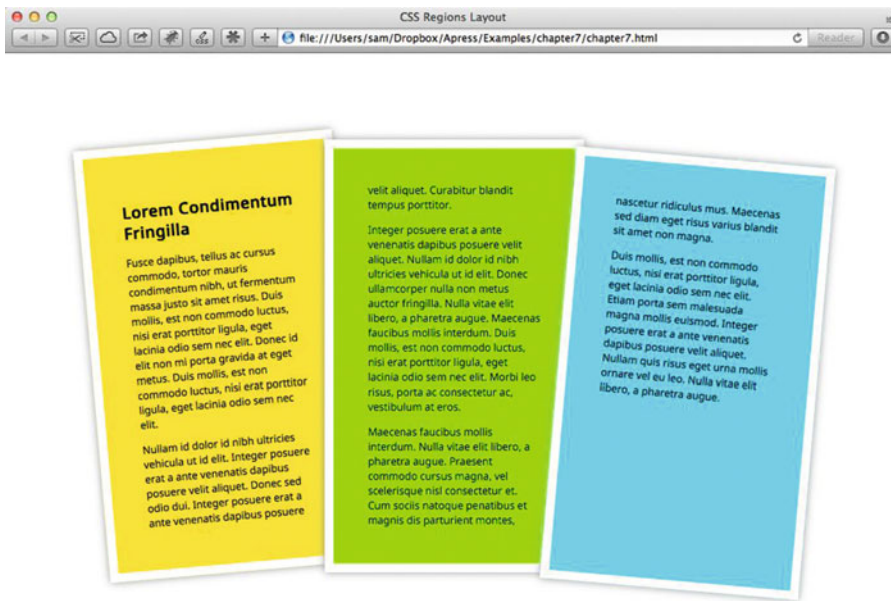 CSS Regions Layout
css
file:///Users/sam/Dropbox/Apress/Examples/chapter7/chapter7.html
Reader
Lorem Condimentum
Fringilla
Fusce dapibus, tellus ac cursus
commodo, tortor mauris
condimentum nibh, ut fermentum
massa justo sit amet risus. Duis
mollis, est non commodo luctus,
nisi erat porttitor ligula, eget
lacinia odio sem nec elit. Donec id
elit non mi porta gravida at eget
metus. Duis mollis, est non
commodo luctus, nisi erat porttitor
ligula, eget lacinia odio sem nec
elit.
Nullam id dolor id nibh ultricies
vehicula ut id elit. Integer posuere
erat a ante venenatis dapibus
posuere velit aliquet. Donec sed
odio dui. Integer posuere erat a
ante venenatis dapibus posuere
velit aliquet. Curabitur blandit
tempus porttitor.
Integer posuere erat a ante
venenatis dapibus posuere velit
aliquet. Nullam id dolor id nibh
ultricies vehicula ut id elit. Donec
ullamcorper nulla non metus
auctor fringilla. Nulla vitae elit
libero, a pharetra augue. Maecenas
faucibus mollis interdum. Duis
mollis, est non commodo luctus,
nisi erat porttitor ligula, eget
lacinia odio sem nec elit. Morbi leo
risus, porta ac consectetur ac,
vestibulum at eros.
Maecenas faucibus mollis
interdum. Nulla vitae elit libero, a
pharetra augue. Praesent
commodo cursus magna, vel
scelerisque nisl consectetur et.
Cum sociis natoque penatibus et
magnis dis parturient montes,
nascetur ridiculus mus. Maecenas
sed diam eget risus varius blandit
sit amet non magna.
Duis mollis, est non commodo
luctus, nisi erat porttitor ligula,
eget lacinia odio sem nec elit.
Etiam porta sem malesuada
magna mollis euismod. Integer
posuere erat a ante venenatis
dapibus posuere velit aliquet.
Nullam quis risus eget urna mollis
ornare vel eu leo. Nulla vitae elit
libero, a pharetra augue.